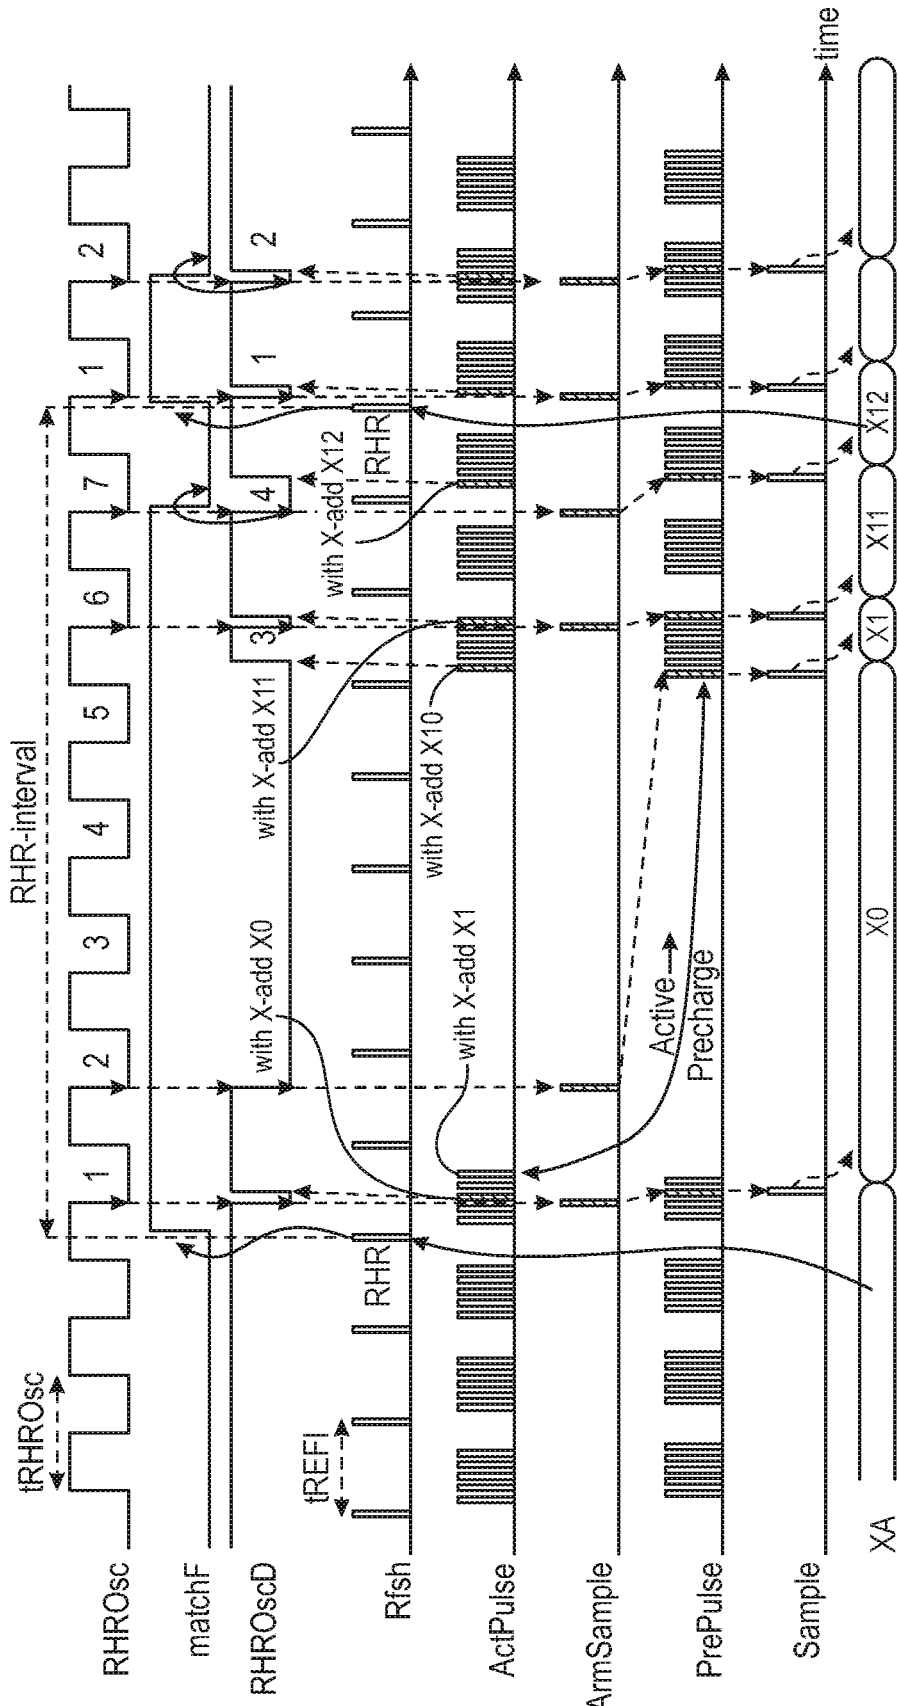 RHR-interval
tRHROsc
RHROsc
1
2
3
4
5
6
7
1
2
matchF
RHROscD
3
4
1
2
with X-add X0
with X-add X11
with X-add X12
tREFI
Rfsh
RHR
RHR
with X-add X1
with X-add X10
ActPulse
ArmSample
Active
Precharge
PrePulse
Sample
time
XA
X0
X1
X11
X12